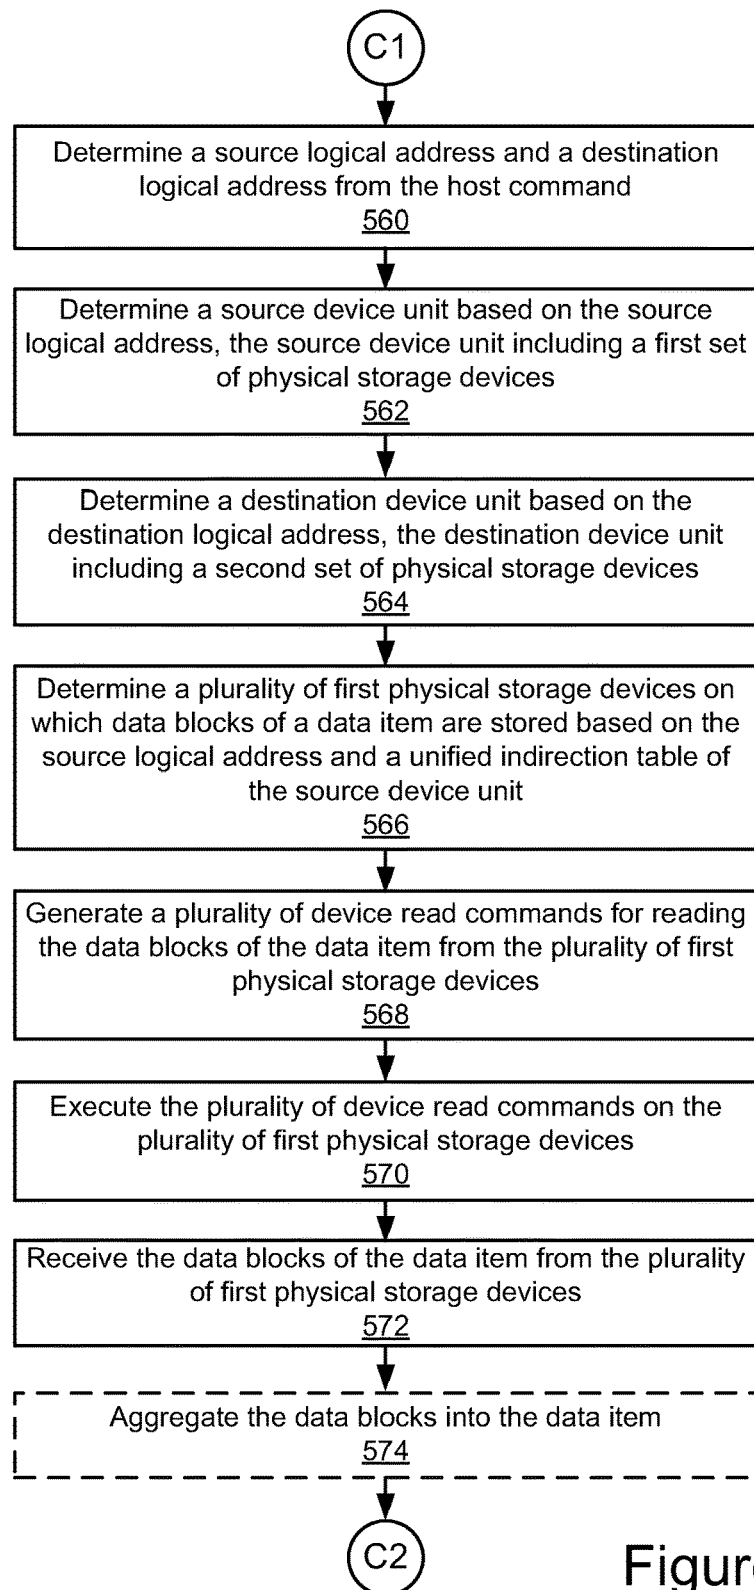 C1
Determine a source logical address and a destination
logical address from the host command
560
Determine a source device unit based on the source
logical address, the source device unit including a first set
of physical storage devices
562
Determine a destination device unit based on the
destination logical address, the destination device unit
including a second set of physical storage devices
564
Determine a plurality of first physical storage devices on
which data blocks of a data item are stored based on the
source logical address and a unified indirection table of
the source device unit
566
Generate a plurality of device read commands for reading
the data blocks of the data item from the plurality of first
physical storage devices
568
Execute the plurality of device read commands on the
plurality of first physical storage devices
570
Receive the data blocks of the data item from the plurality
of first physical storage devices
572
Aggregate the data blocks into the data item
574
C2
Figure